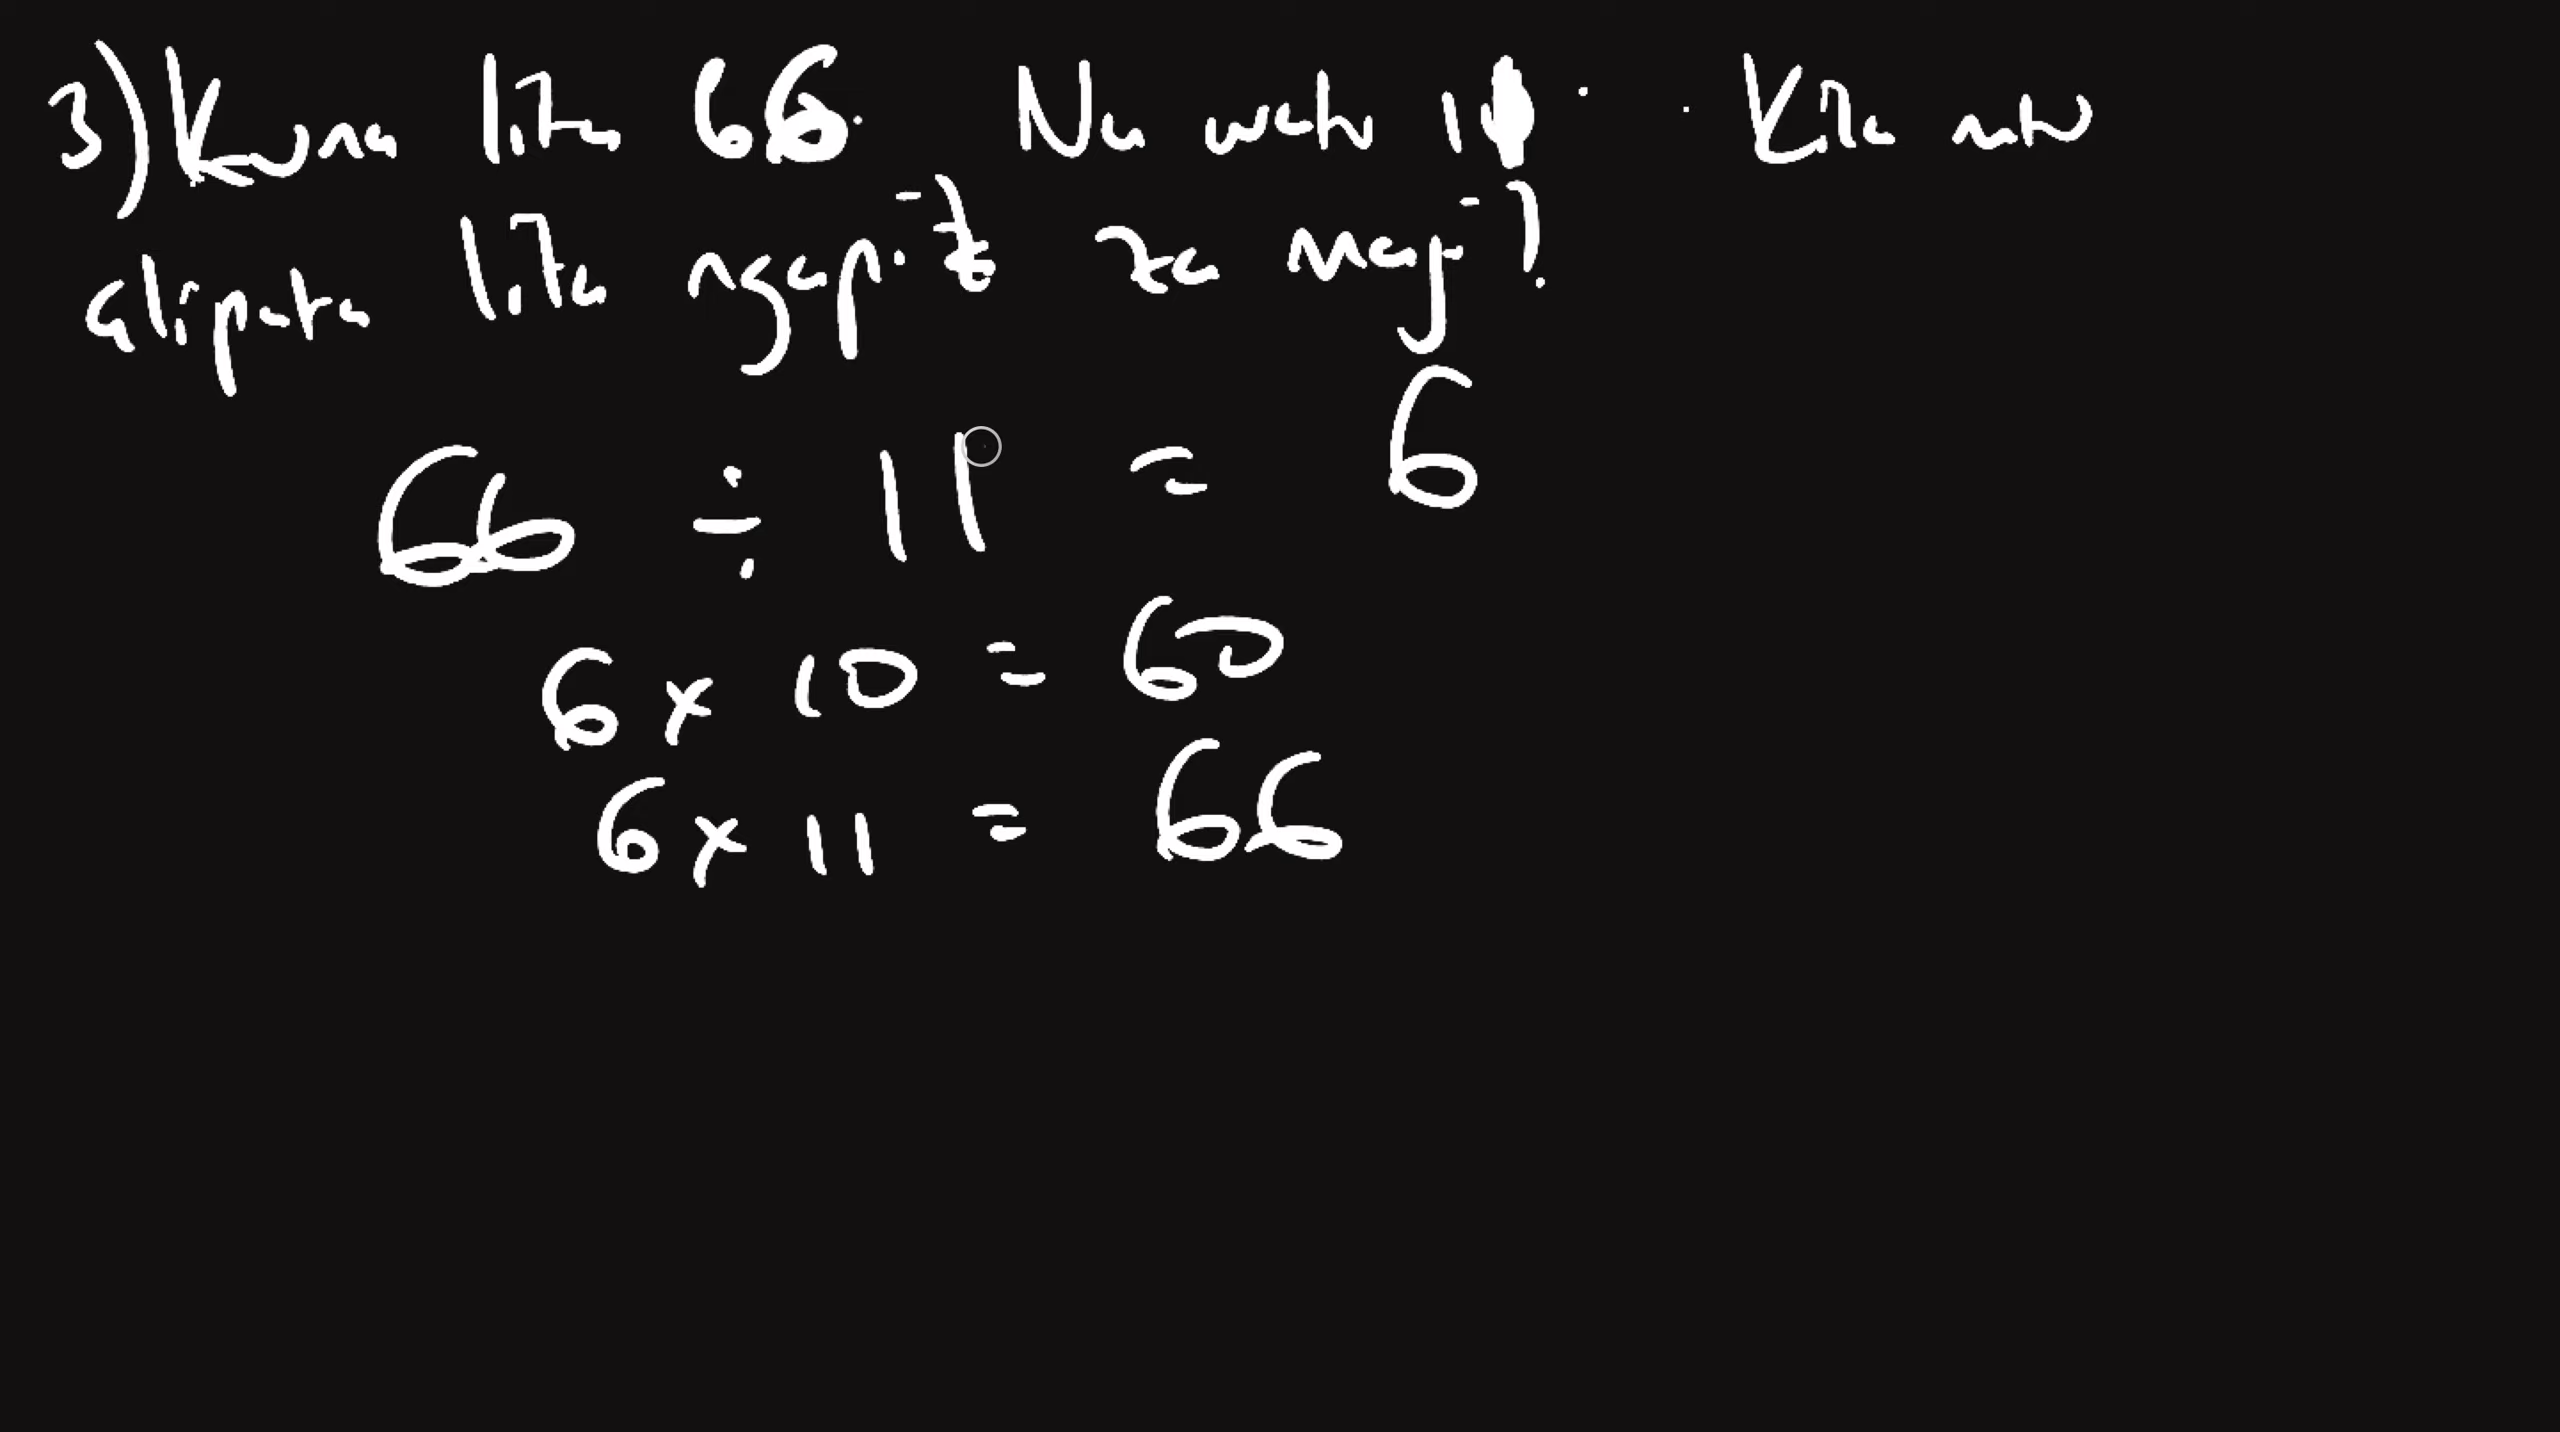 3) Kuna lita 66. Na watu 11. Kila mtu
alipata lita ngapi za maji?
66 ÷ 11 = 6
6 x 10 = 60
6 x 11 = 66